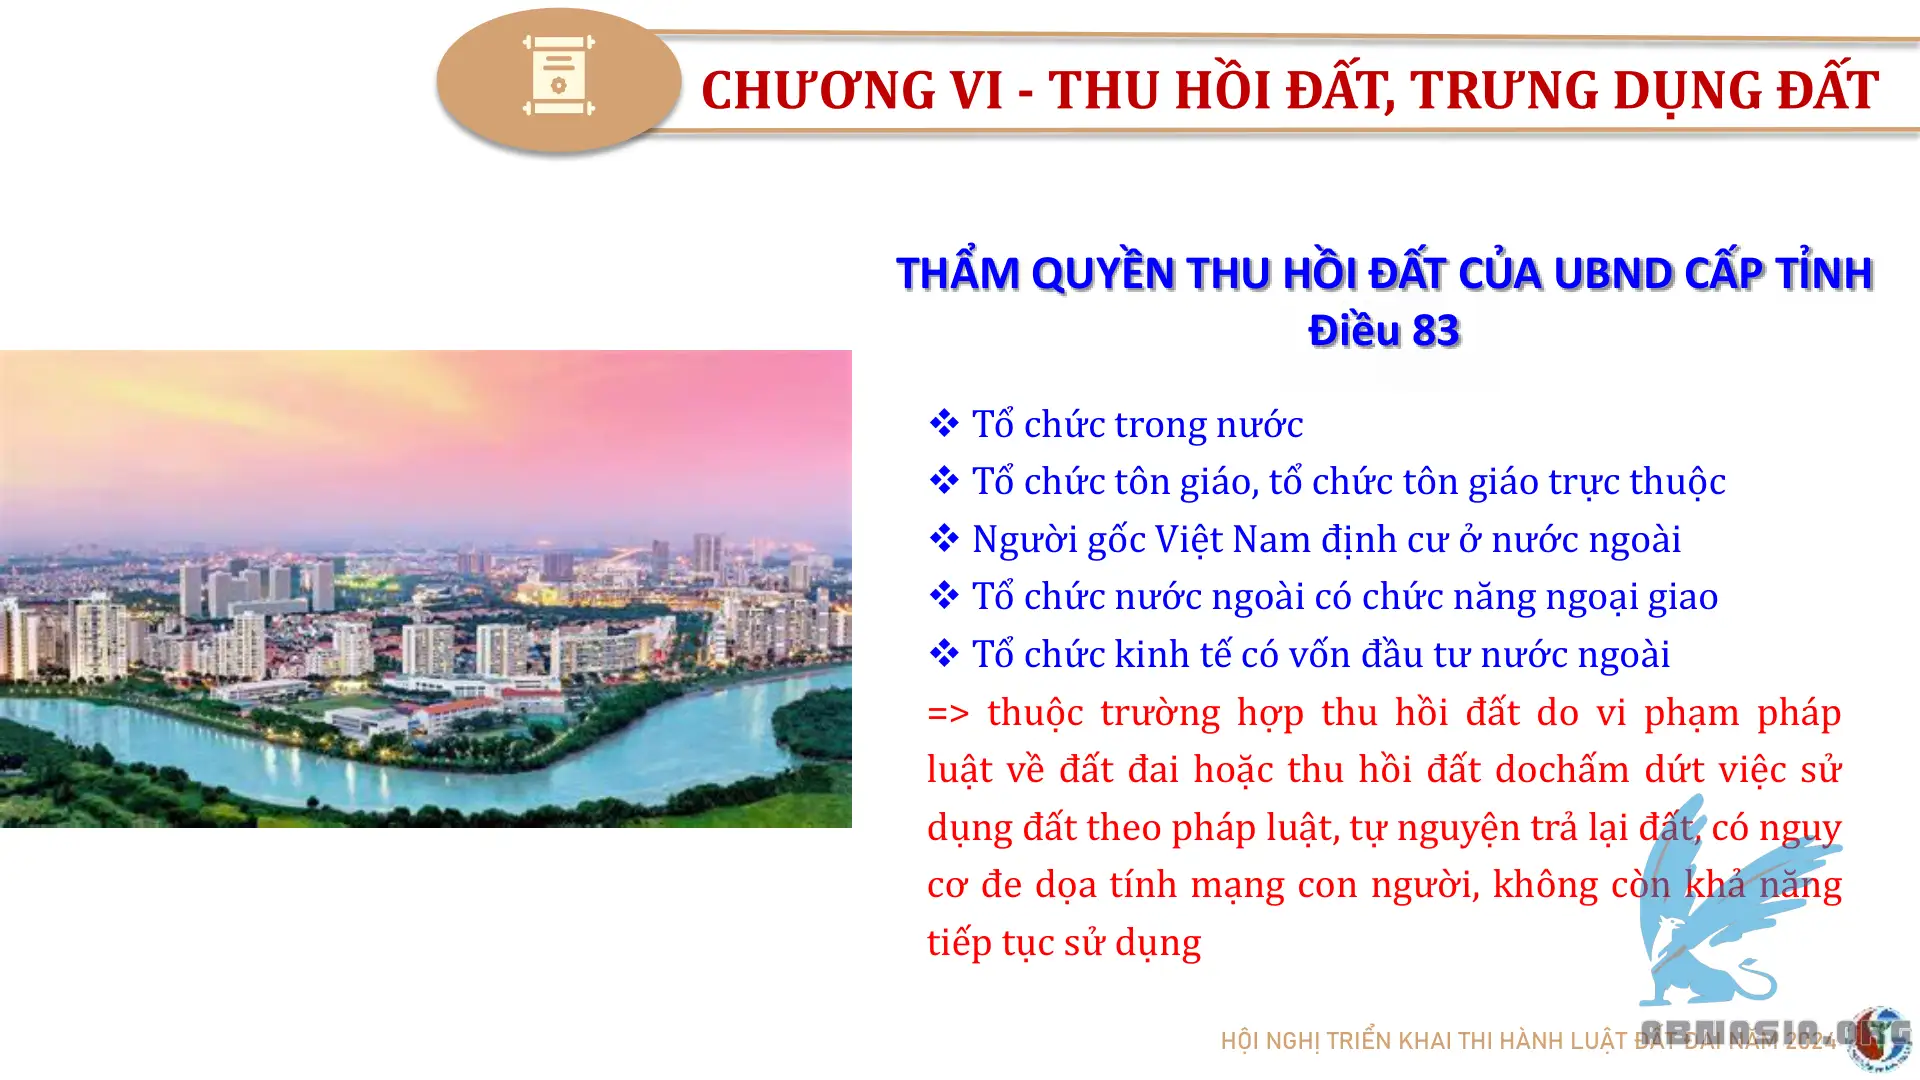 CHƯƠNG VI - THU HỒI ĐẤT, TRƯNG DỤNG ĐẤT
THẨM QUYỀN THU HỒI ĐẤT CỦA UBND CẤP TỈNH
Điều 83
❖ Tổ chức trong nước
❖ Tổ chức tôn giáo, tổ chức tôn giáo trực thuộc
❖ Người gốc Việt Nam định cư ở nước ngoài
❖ Tổ chức nước ngoài có chức năng ngoại giao
❖ Tổ chức kinh tế có vốn đầu tư nước ngoài
=> thuộc trường hợp thu hồi đất do vi phạm pháp
luật về đất đai hoặc thu hồi đất dochấm dứt việc sử
dụng đất theo pháp luật, tự nguyện trả lại đất, có nguy
cơ đe dọa tính mạng con người, không còn khả năng
tiếp tục sử dụng
HỘI NGHỊ TRIỂN KHAI THI HÀNH LUẬT ĐẤT ĐAI NĂM 2024
ABMASIA.ORG